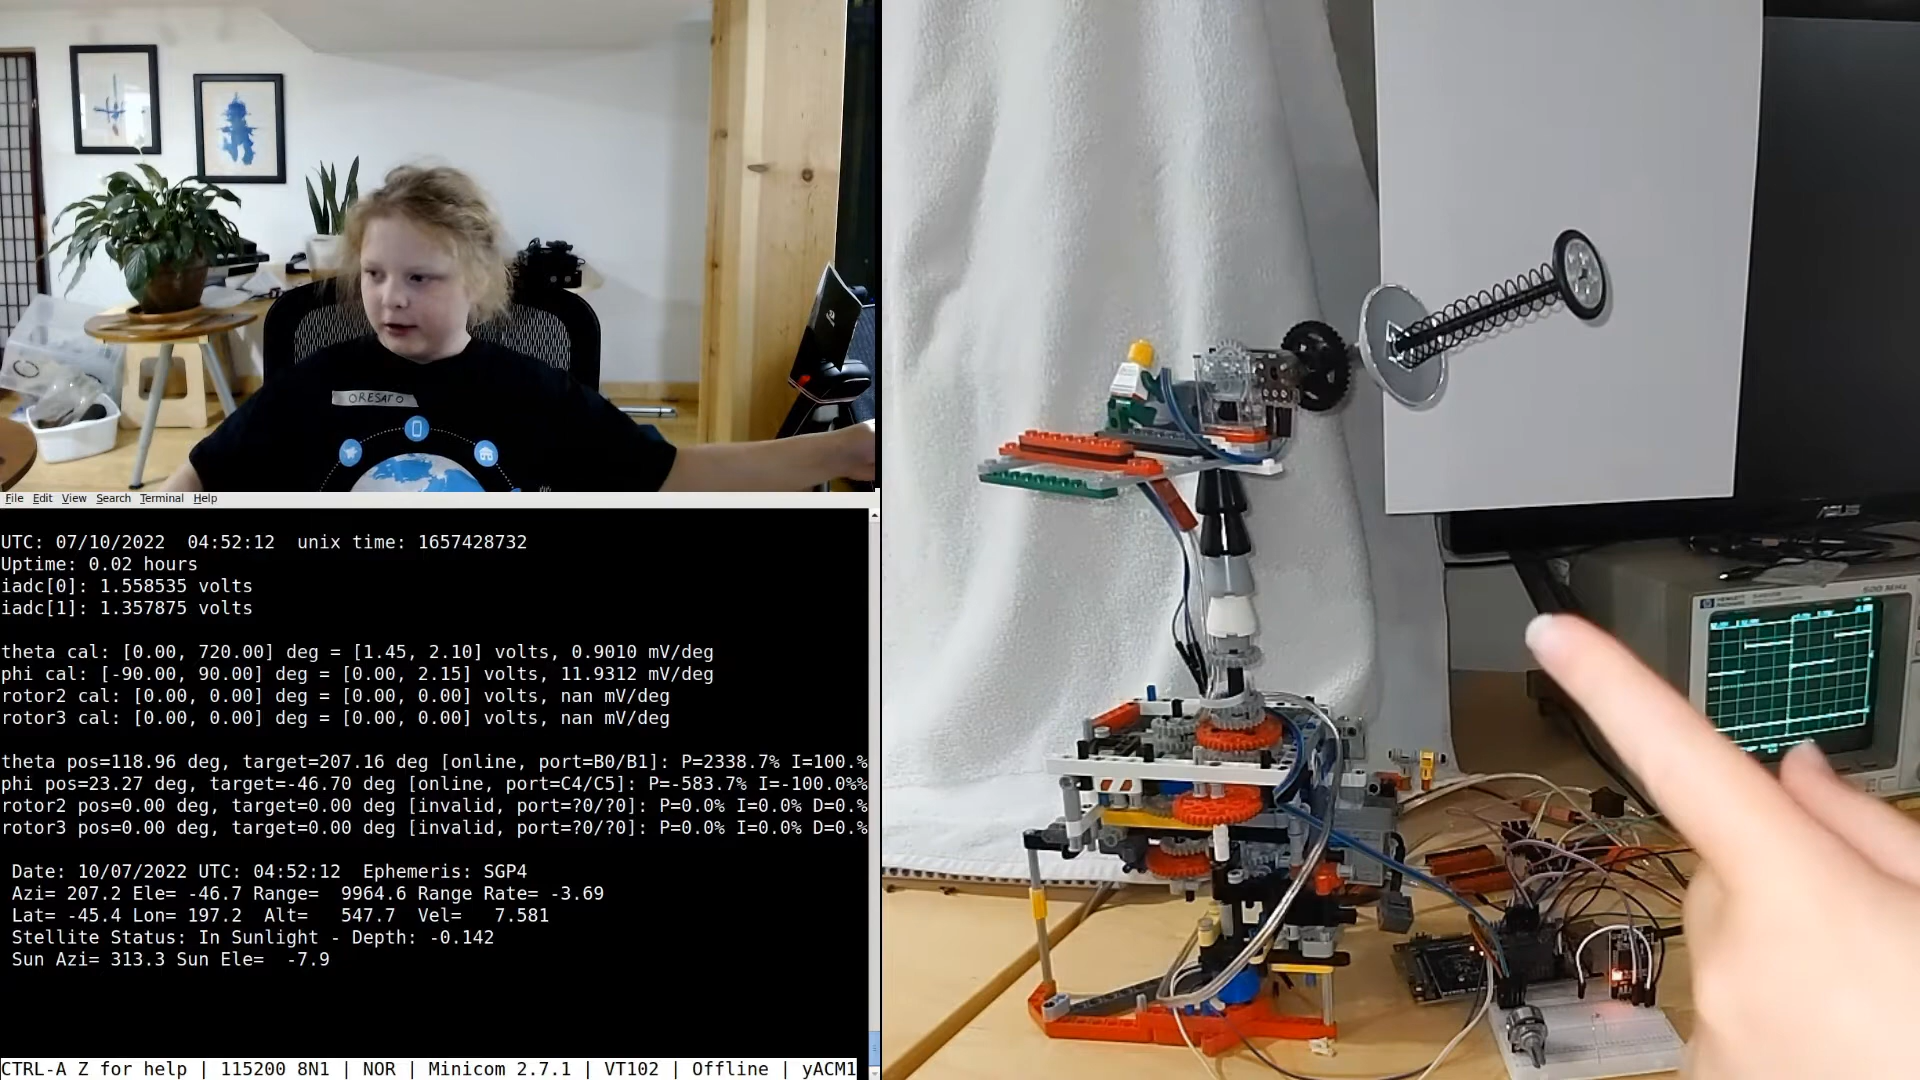 ORESAT0
File Edit View Search Terminal Help
UTC: 07/10/2022  04:52:12  unix time: 1657428732
Uptime: 0.02 hours
iadc[0]: 1.558535 volts
iadc[1]: 1.357875 volts
theta cal: [0.00, 720.00] deg = [1.45, 2.10] volts, 0.9010 mV/deg
phi cal: [-90.00, 90.00] deg = [0.00, 2.15] volts, 11.9312 mV/deg
rotor2 cal: [0.00, 0.00] deg = [0.00, 0.00] volts, nan mV/deg
rotor3 cal: [0.00, 0.00] deg = [0.00, 0.00] volts, nan mV/deg
theta pos=118.96 deg, target=207.16 deg [online, port=B0/B1]: P=2338.7% I=100.%
phi pos=23.27 deg, target=-46.70 deg [online, port=C4/C5]: P=-583.7% I=-100.0%%
rotor2 pos=0.00 deg, target=0.00 deg [invalid, port=?0/?0]: P=0.0% I=0.0% D=0.%
rotor3 pos=0.00 deg, target=0.00 deg [invalid, port=?0/?0]: P=0.0% I=0.0% D=0.%
Date: 10/07/2022 UTC: 04:52:12  Ephemeris: SGP4
Azi= 207.2 Ele= -46.7 Range=  9964.6 Range Rate= -3.69
Lat= -45.4 Lon= 197.2  Alt=   547.7  Vel=   7.581
Stellite Status: In Sunlight - Depth: -0.142
Sun Azi= 313.3 Sun Ele=  -7.9
CTRL-A Z for help | 115200 8N1 | NOR | Minicom 2.7.1 | VT102 | Offline | yACM1
ASUS